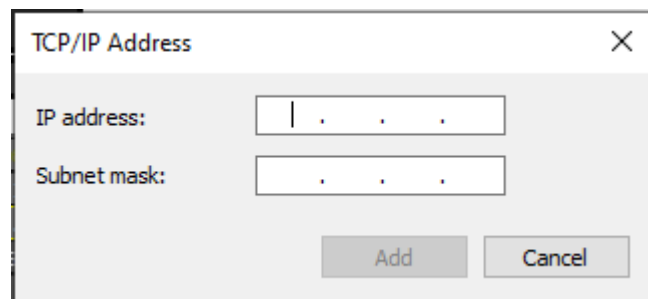 TCP/IP Address
IP address:
. . .
Subnet mask:
. . .
Add Cancel